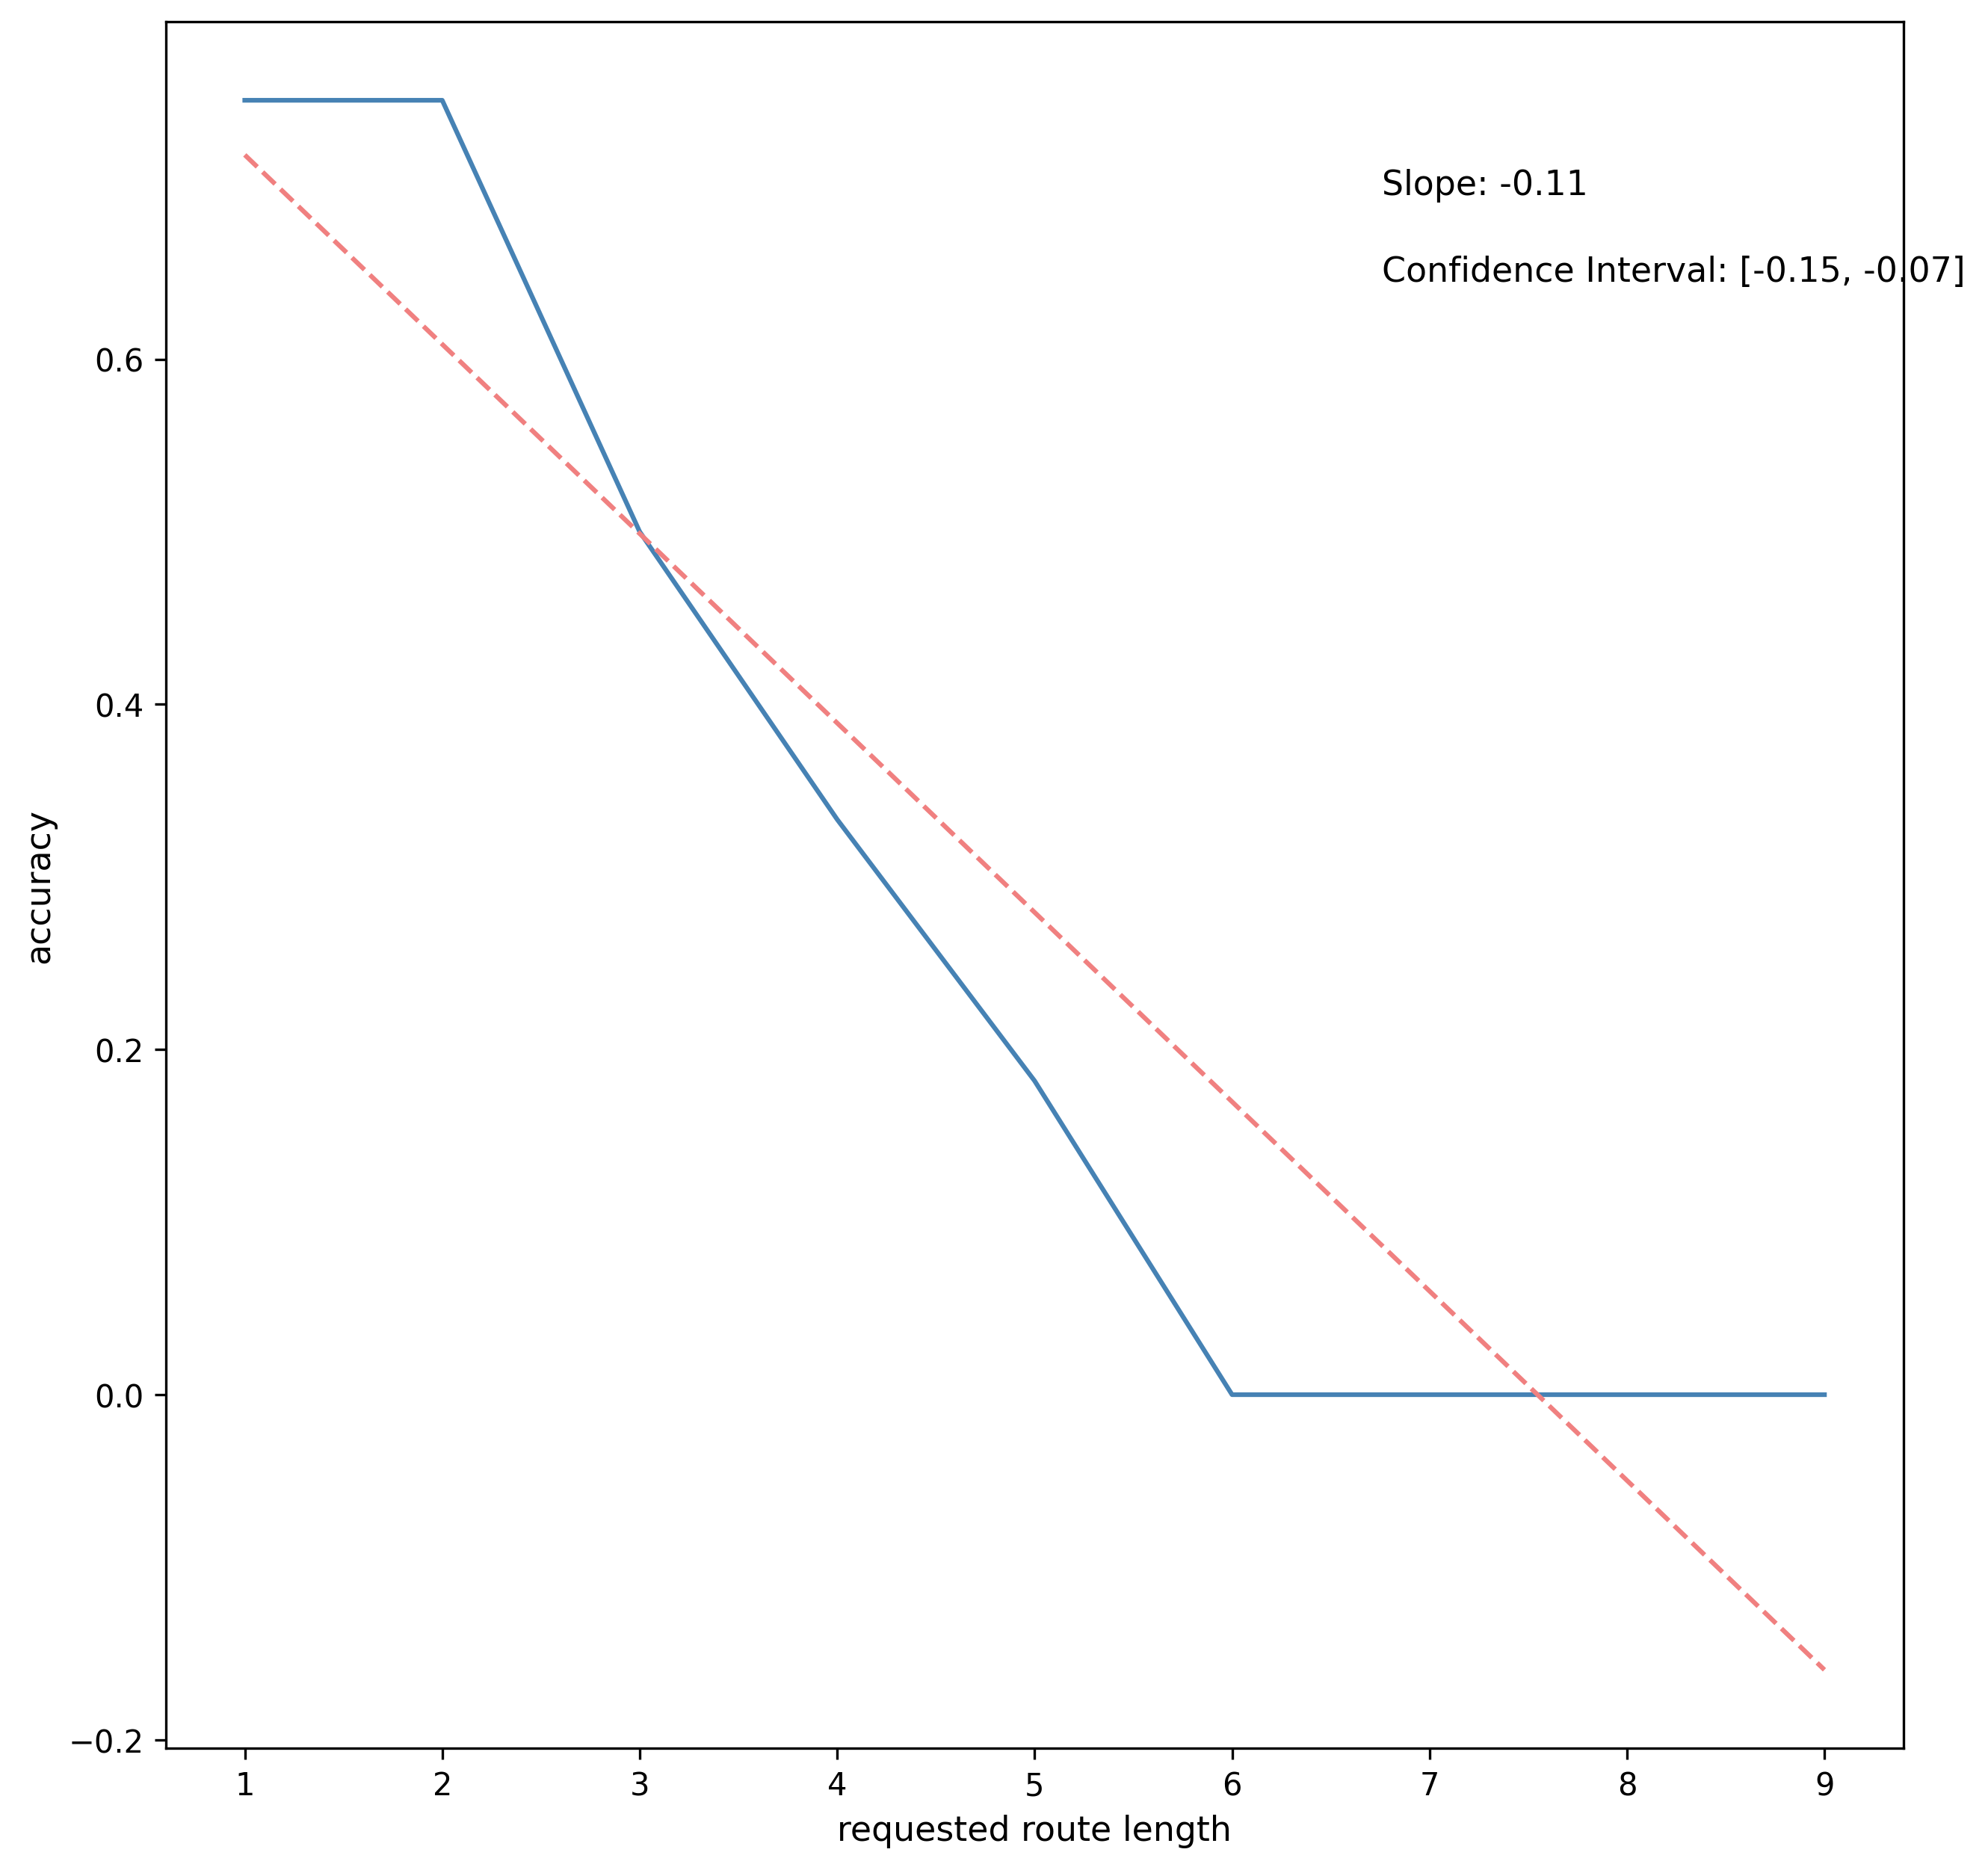 Slope: -0.11
Confidence Interval: [-0.15, -0.07]
0.6
0.4
0.2
0.0
−0.2
accuracy
1 2 3 4 5 6 7 8 9
requested route length